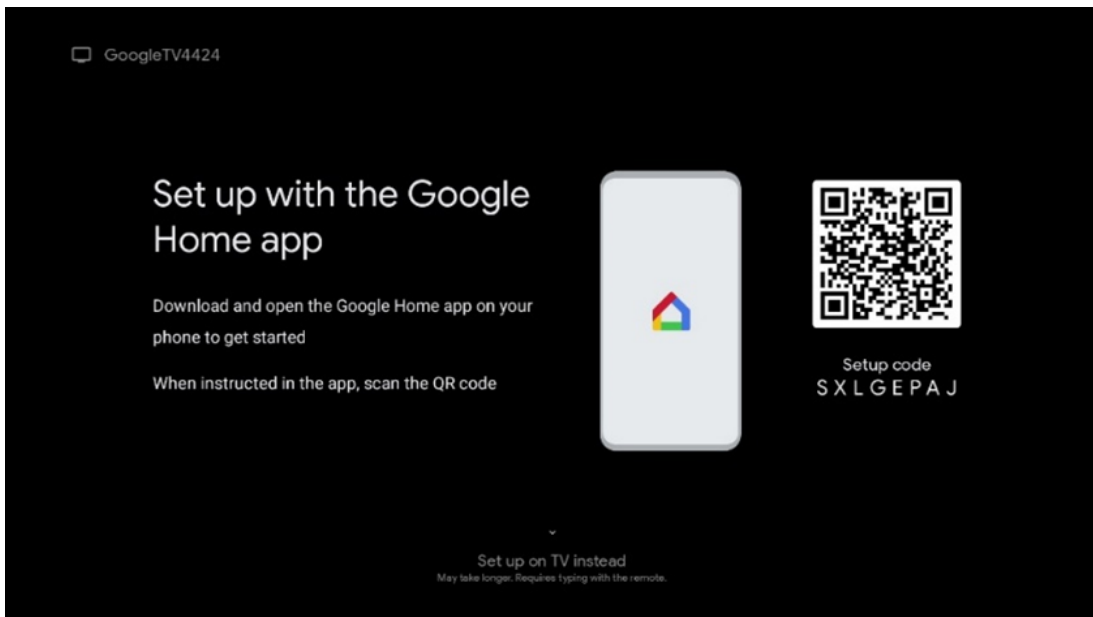 GoogleTV4424
Set up with the Google
Home app
Download and open the Google Home app on your
phone to get started
When instructed in the app, scan the QR code
Setup code
SXLGEPAJ
Set up on TV instead
May take longer. Requires typing with the remote.